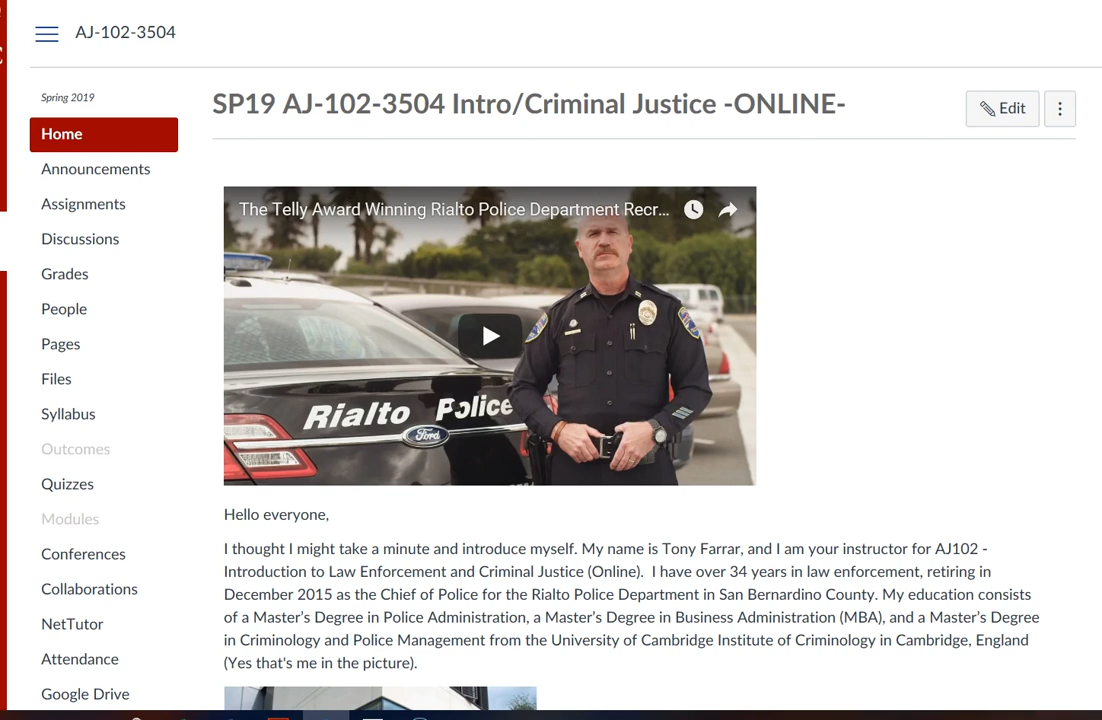 AJ-102-3504
Spring 2019
Home
Announcements
Assignments
Discussions
Grades
People
Pages
Files
Syllabus
Outcomes
Quizzes
Modules
Conferences
Collaborations
NetTutor
Attendance
Google Drive
SP19 AJ-102-3504 Intro/Criminal Justice -ONLINE-
Edit
The Telly Award Winning Rialto Police Department Recr...
Rialto Police
Ford
Hello everyone,
I thought I might take a minute and introduce myself. My name is Tony Farrar, and I am your instructor for AJ102 -
Introduction to Law Enforcement and Criminal Justice (Online).  I have over 34 years in law enforcement, retiring in
December 2015 as the Chief of Police for the Rialto Police Department in San Bernardino County. My education consists
of a Master's Degree in Police Administration, a Master's Degree in Business Administration (MBA), and a Master's Degree
in Criminology and Police Management from the University of Cambridge Institute of Criminology in Cambridge, England
(Yes that's me in the picture).